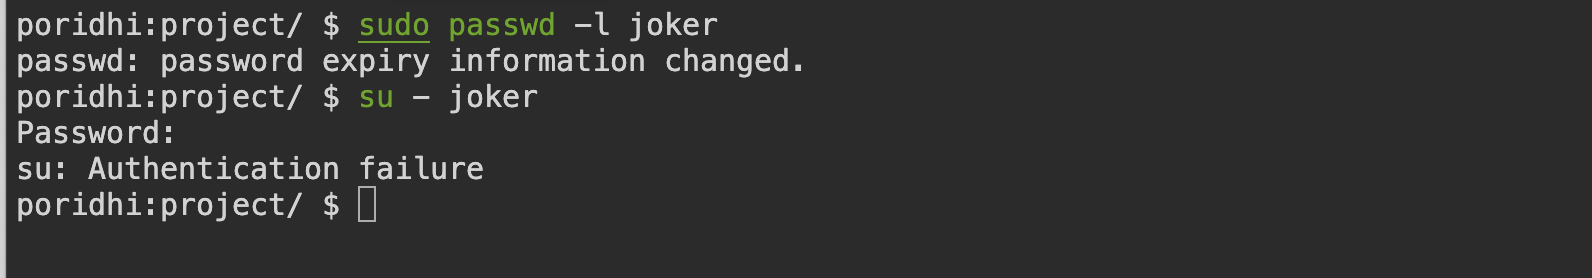 poridhi:project/ $ sudo passwd -l joker
passwd: password expiry information changed.
poridhi:project/ $ su - joker
Password:
su: Authentication failure
poridhi:project/ $